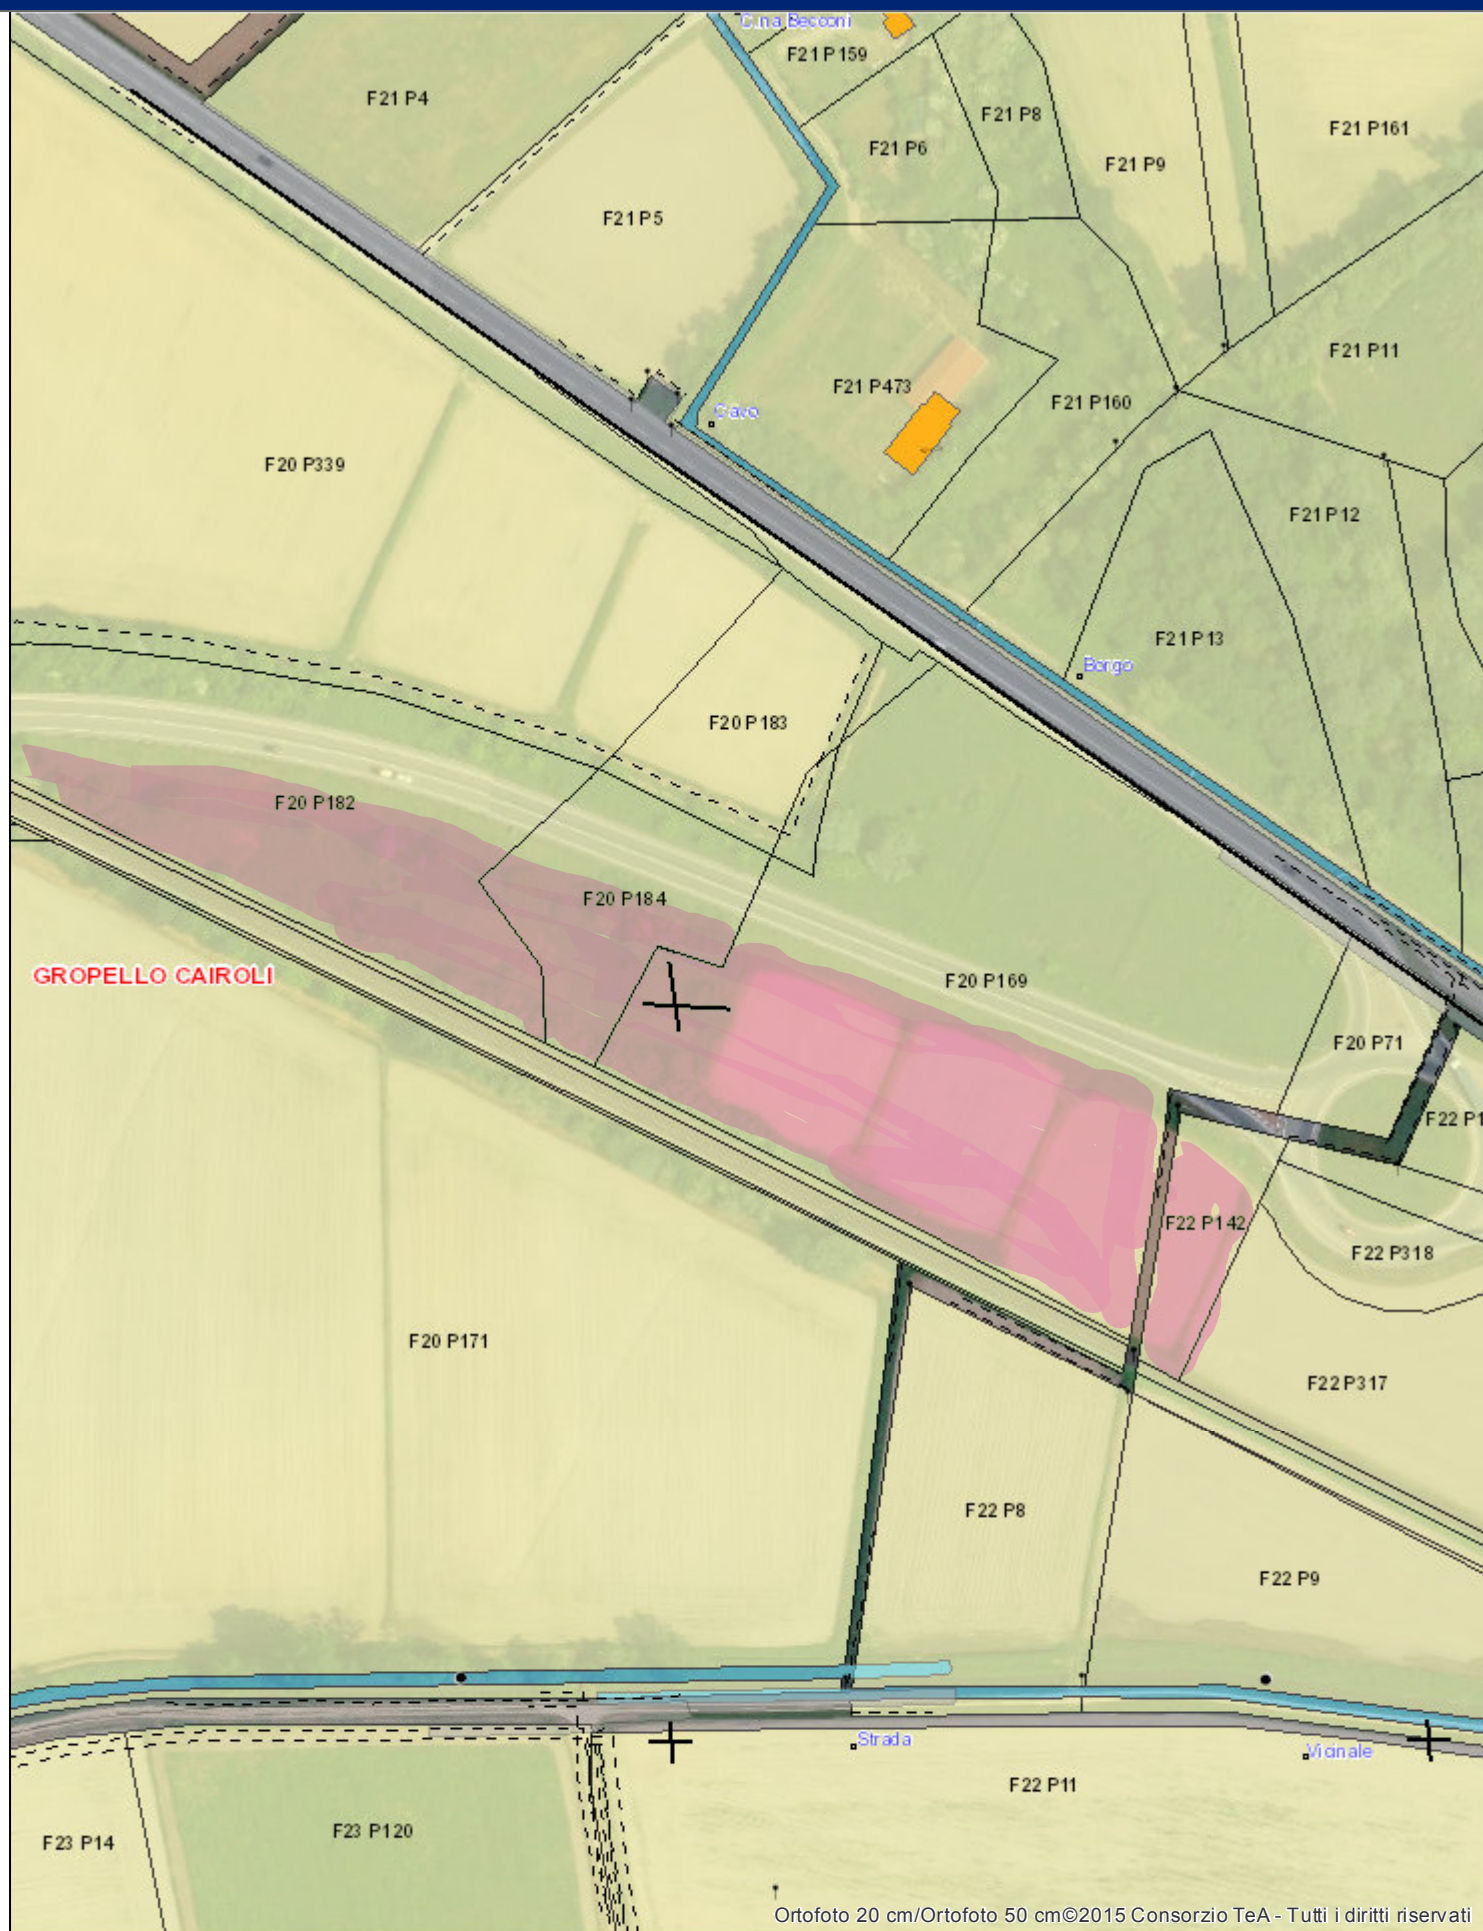 C.na Becconi
F21 P159
F21 P4
F21 P8
F21 P161
F21 P6
F21 P9
F21 P5
F21 P11
F21 P473
F21 P160
Cavo
F20 P339
F21 P12
F21 P13
Borgo
F20 P183
F20 P182
F20 P184
GROPELLO CAIROLI
F20 P169
F20 P71
F22 P1
F22 P142
F22 P318
F20 P171
F22 P317
F22 P8
F22 P9
Strada
Vicinale
F22 P11
F23 P120
F23 P14
Ortofoto 20 cm/Ortofoto 50 cm©2015 Consorzio TeA - Tutti i diritti riservati